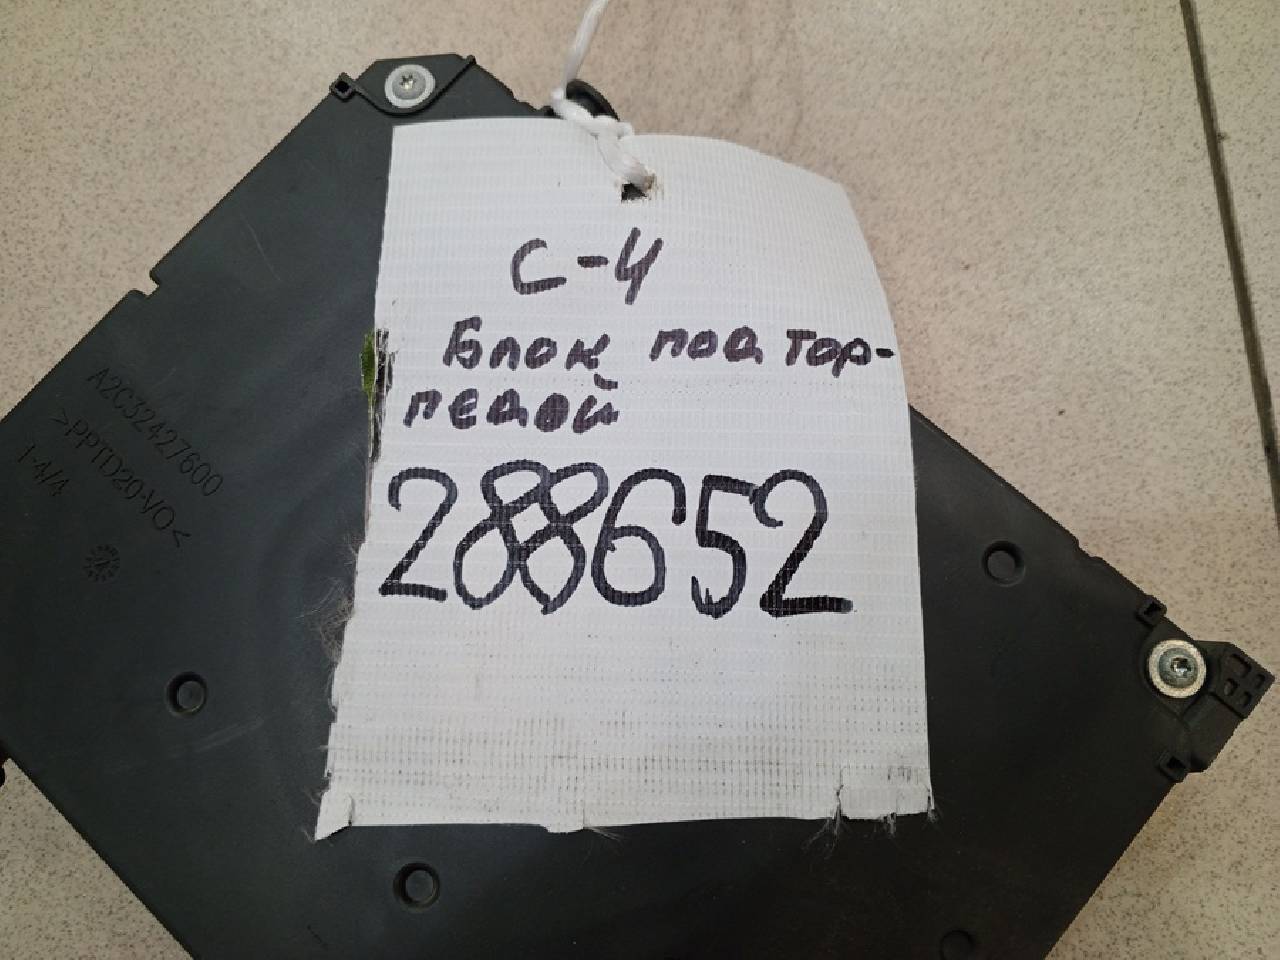 С-4
Блок под тор-
педой
288652
A2C32427600
>PPTD20-VO<
1-4/4